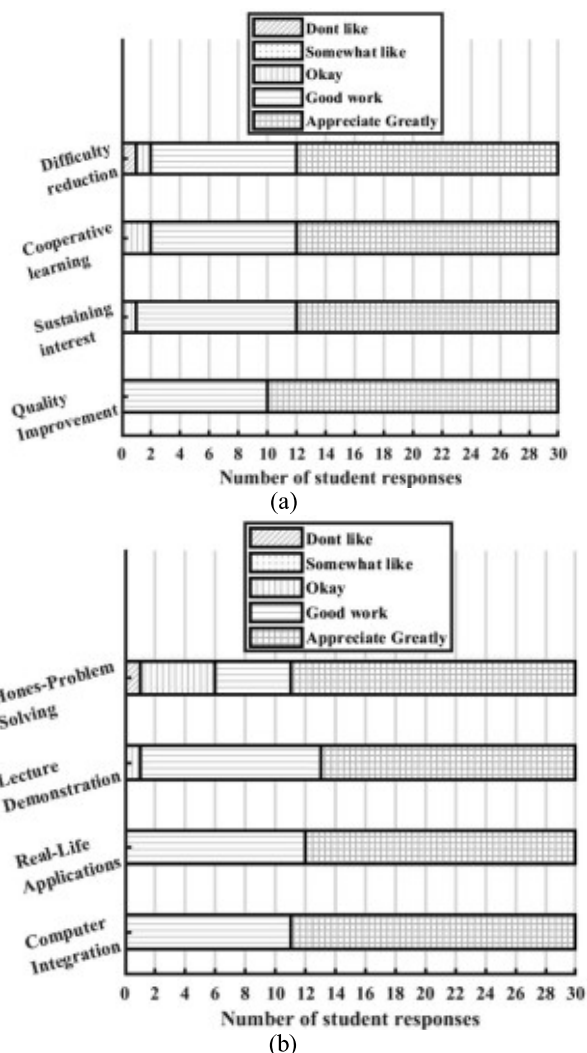 Dont like
Somewhat like
Okay
Good work
Appreciate Greatly
Difficulty
reduction
Cooperative
learning
Sustaining
interest
Quality
Improvement
0 2 4 6 8 10 12 14 16 18 20 22 24 26 28 30
Number of student responses
(a)
Dont like
Somewhat like
Okay
Good work
Appreciate Greatly
Hones-Problem
Solving
Lecture
Demonstration
Real-Life
Applications
Computer
Integration
0 2 4 6 8 10 12 14 16 18 20 22 24 26 28 30
Number of student responses
(b)